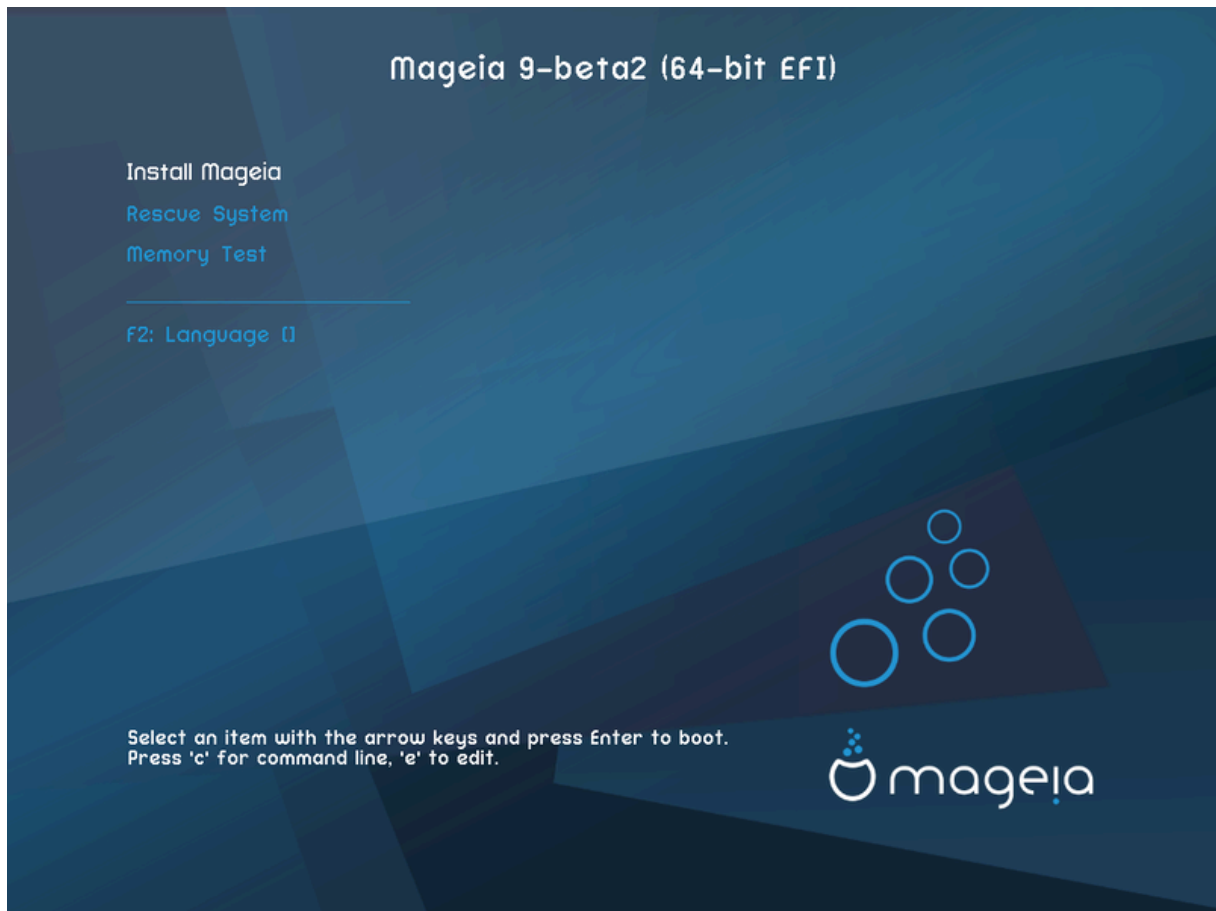 Mageia 9-beta2 (64-bit EFI)
Install Mageia
Rescue System
Memory Test
F2: Language []
Select an item with the arrow keys and press Enter to boot.
Press 'c' for command line, 'e' to edit.
mageia